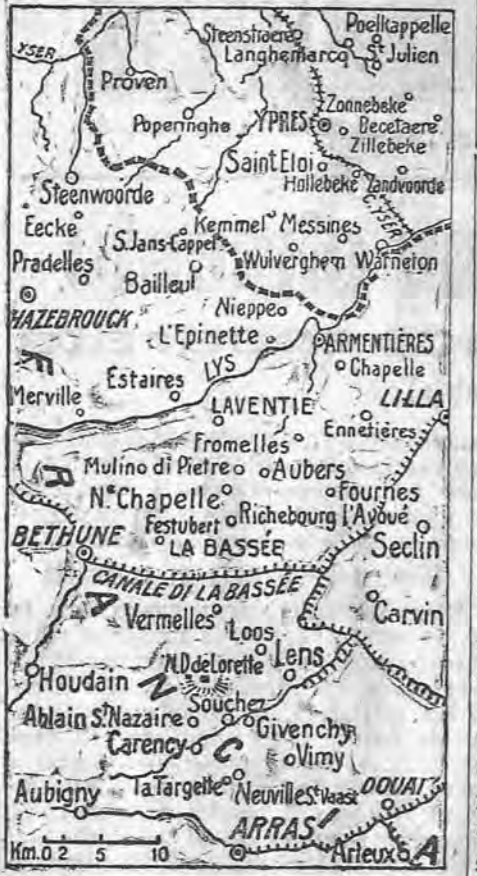 Poelkappelle
Steenstraere
Langhemarcq
Julien
YSER
Proven
Zonnebeke
Poperinghe
YPRES
Becetaere
Zillebeke
Saint Eloi
Hollebeke
Zandvoorde
Steenwoorde
C. YSER
Eecke
Kemmel
Messines
S. Jans-Cappel
Pradelles
Wulverghem
Warneton
Bailleul
HAZEBROUCK
Nieppe
L'Epinette
ARMENTIÈRES
Chapelle
F
LYS
Merville
Estaires
LILLA
LAVENTIE
Ennetières
Fromelles
R
Mulino di Pietre
Aubers
Ne Chapelle
Fournes
Festubert
Richebourg l'Avoué
BETHUNE
LA BASSÉE
Seclin
CANALE DI LA BASSÉE
A
Carvin
Vermelles
Loos
N.D. de Lorette
Lens
Houdain
N
Souchez
Ablain St. Nazaire
Givenchy
Carency
C
Vimy
La Targette
Neuville St. Vaast
DOUAI
Aubigny
I
ARRAS
Km. 0 2 5 10
Arleux
A